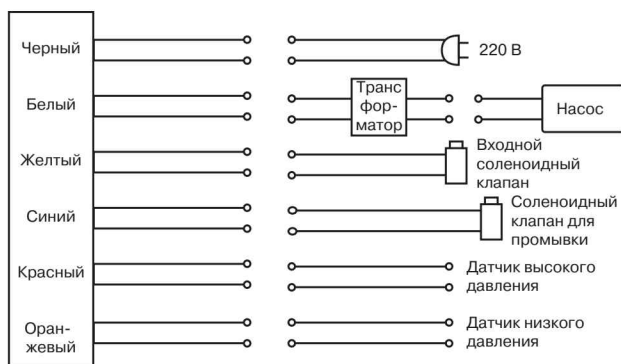 Черный
220 В
Белый
Транс
фор-
матор
Насос
Желтый
Входной
соленоидный
клапан
Синий
Соленоидный
клапан для
промывки
Красный
Датчик высокого
давления
Оран-
жевый
Датчик низкого
давления